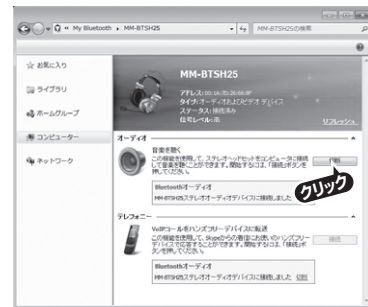 My Bluetooth ▸ MM-BTSH25
MM-BTSH25の検索
お気に入り
ライブラリ
ホームグループ
コンピューター
ネットワーク
MM-BTSH25
アドレス:
タイプ:オーディオおよびビデオ デバイス
ステータス:接続済み
信号レベル:高
リフレッシュ
オーディオ
音楽を聴く
この機能を使用して、ステレオヘッドセットをコンピュータに接続
して音楽を聴くことができます。開始するには、「接続」ボタンを
押してください。
切断
クリック
Bluetoothオーディオ
MM-BTSH25ステレオオーディオデバイスに接続しました
テレフォニー
VoIPコールをハンズフリーデバイスに転送
この機能を使用して、Skypeからの着信にお使いのハンズフリー
デバイスで応答することができます。開始するには、「接続」ボ
タンを押してください。
接続
Bluetoothオーディオ
MM-BTSH25ステレオオーディオデバイスに接続しました 切断